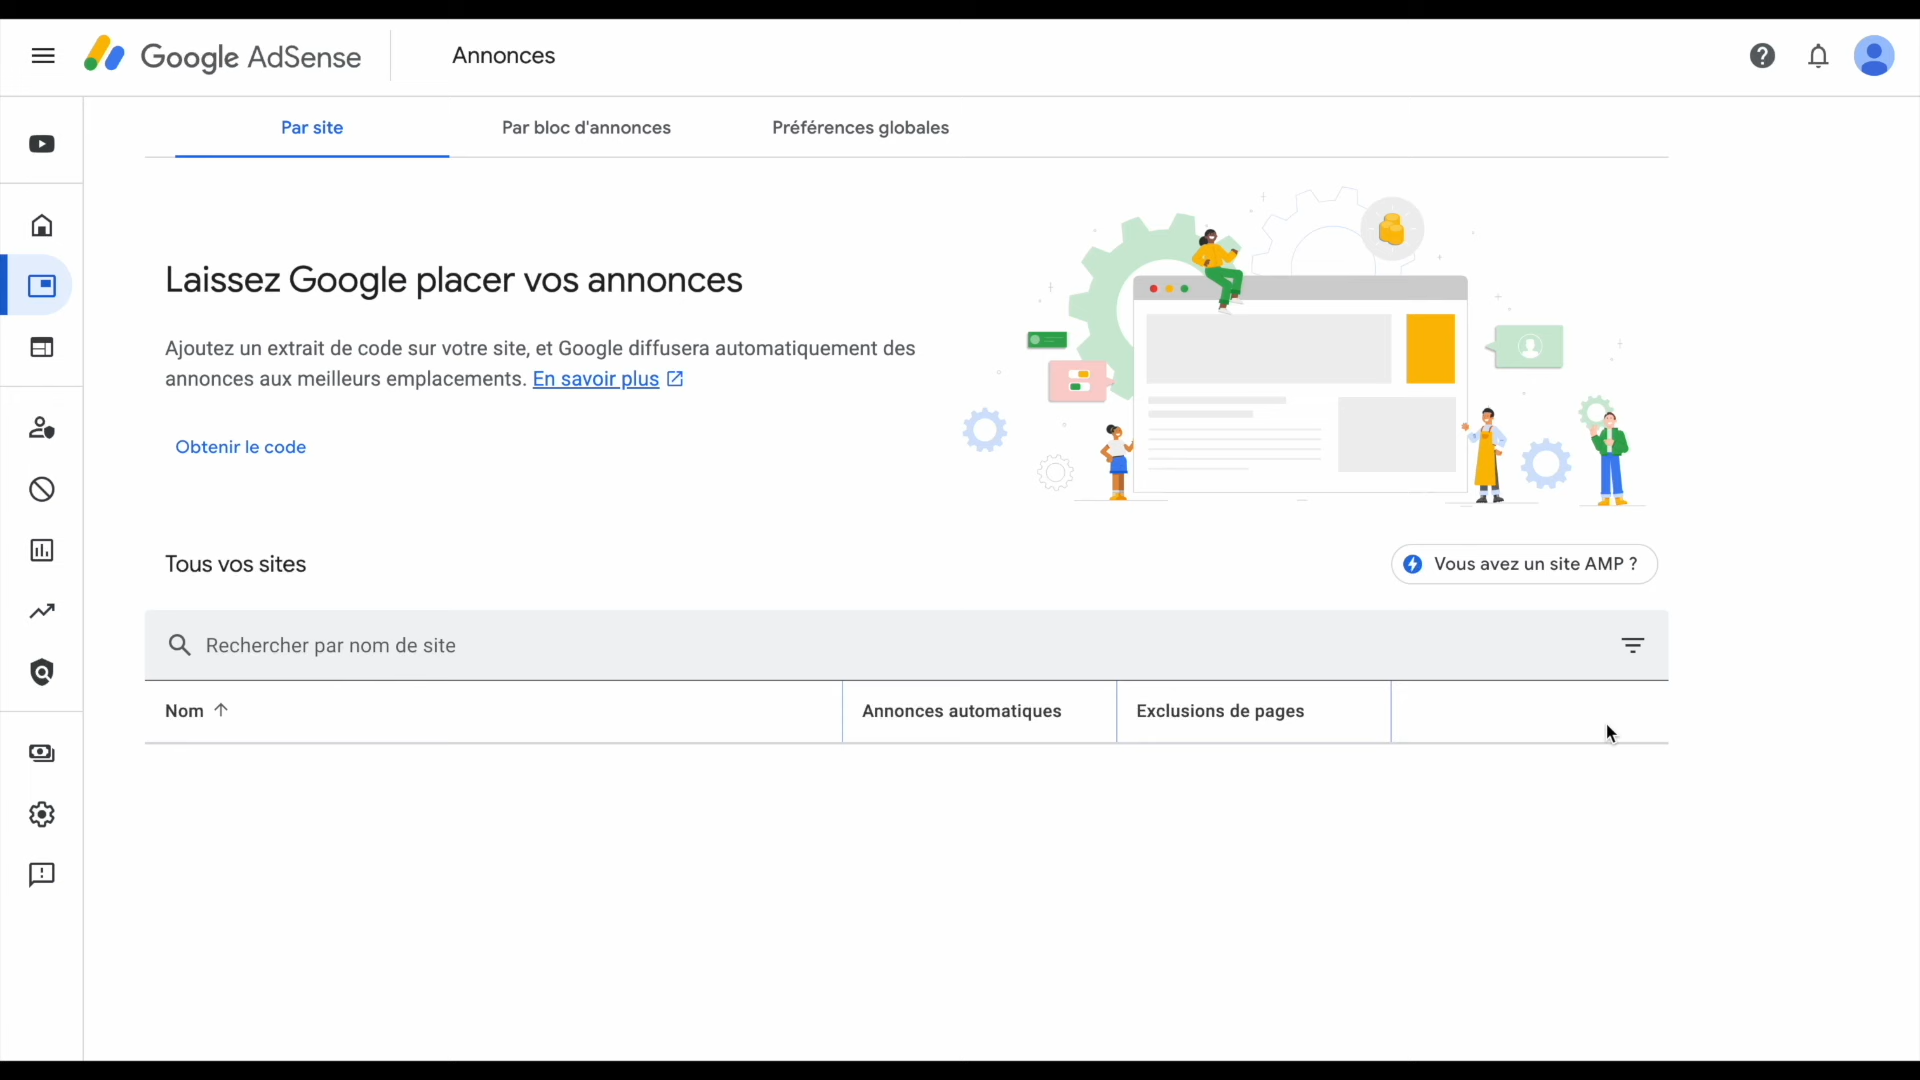 Google AdSense
Annonces
Par site
Par bloc d'annonces
Préférences globales
Laissez Google placer vos annonces
Ajoutez un extrait de code sur votre site, et Google diffusera automatiquement des
annonces aux meilleurs emplacements. En savoir plus
Obtenir le code
Tous vos sites
Vous avez un site AMP ?
Rechercher par nom de site
Nom
Annonces automatiques
Exclusions de pages